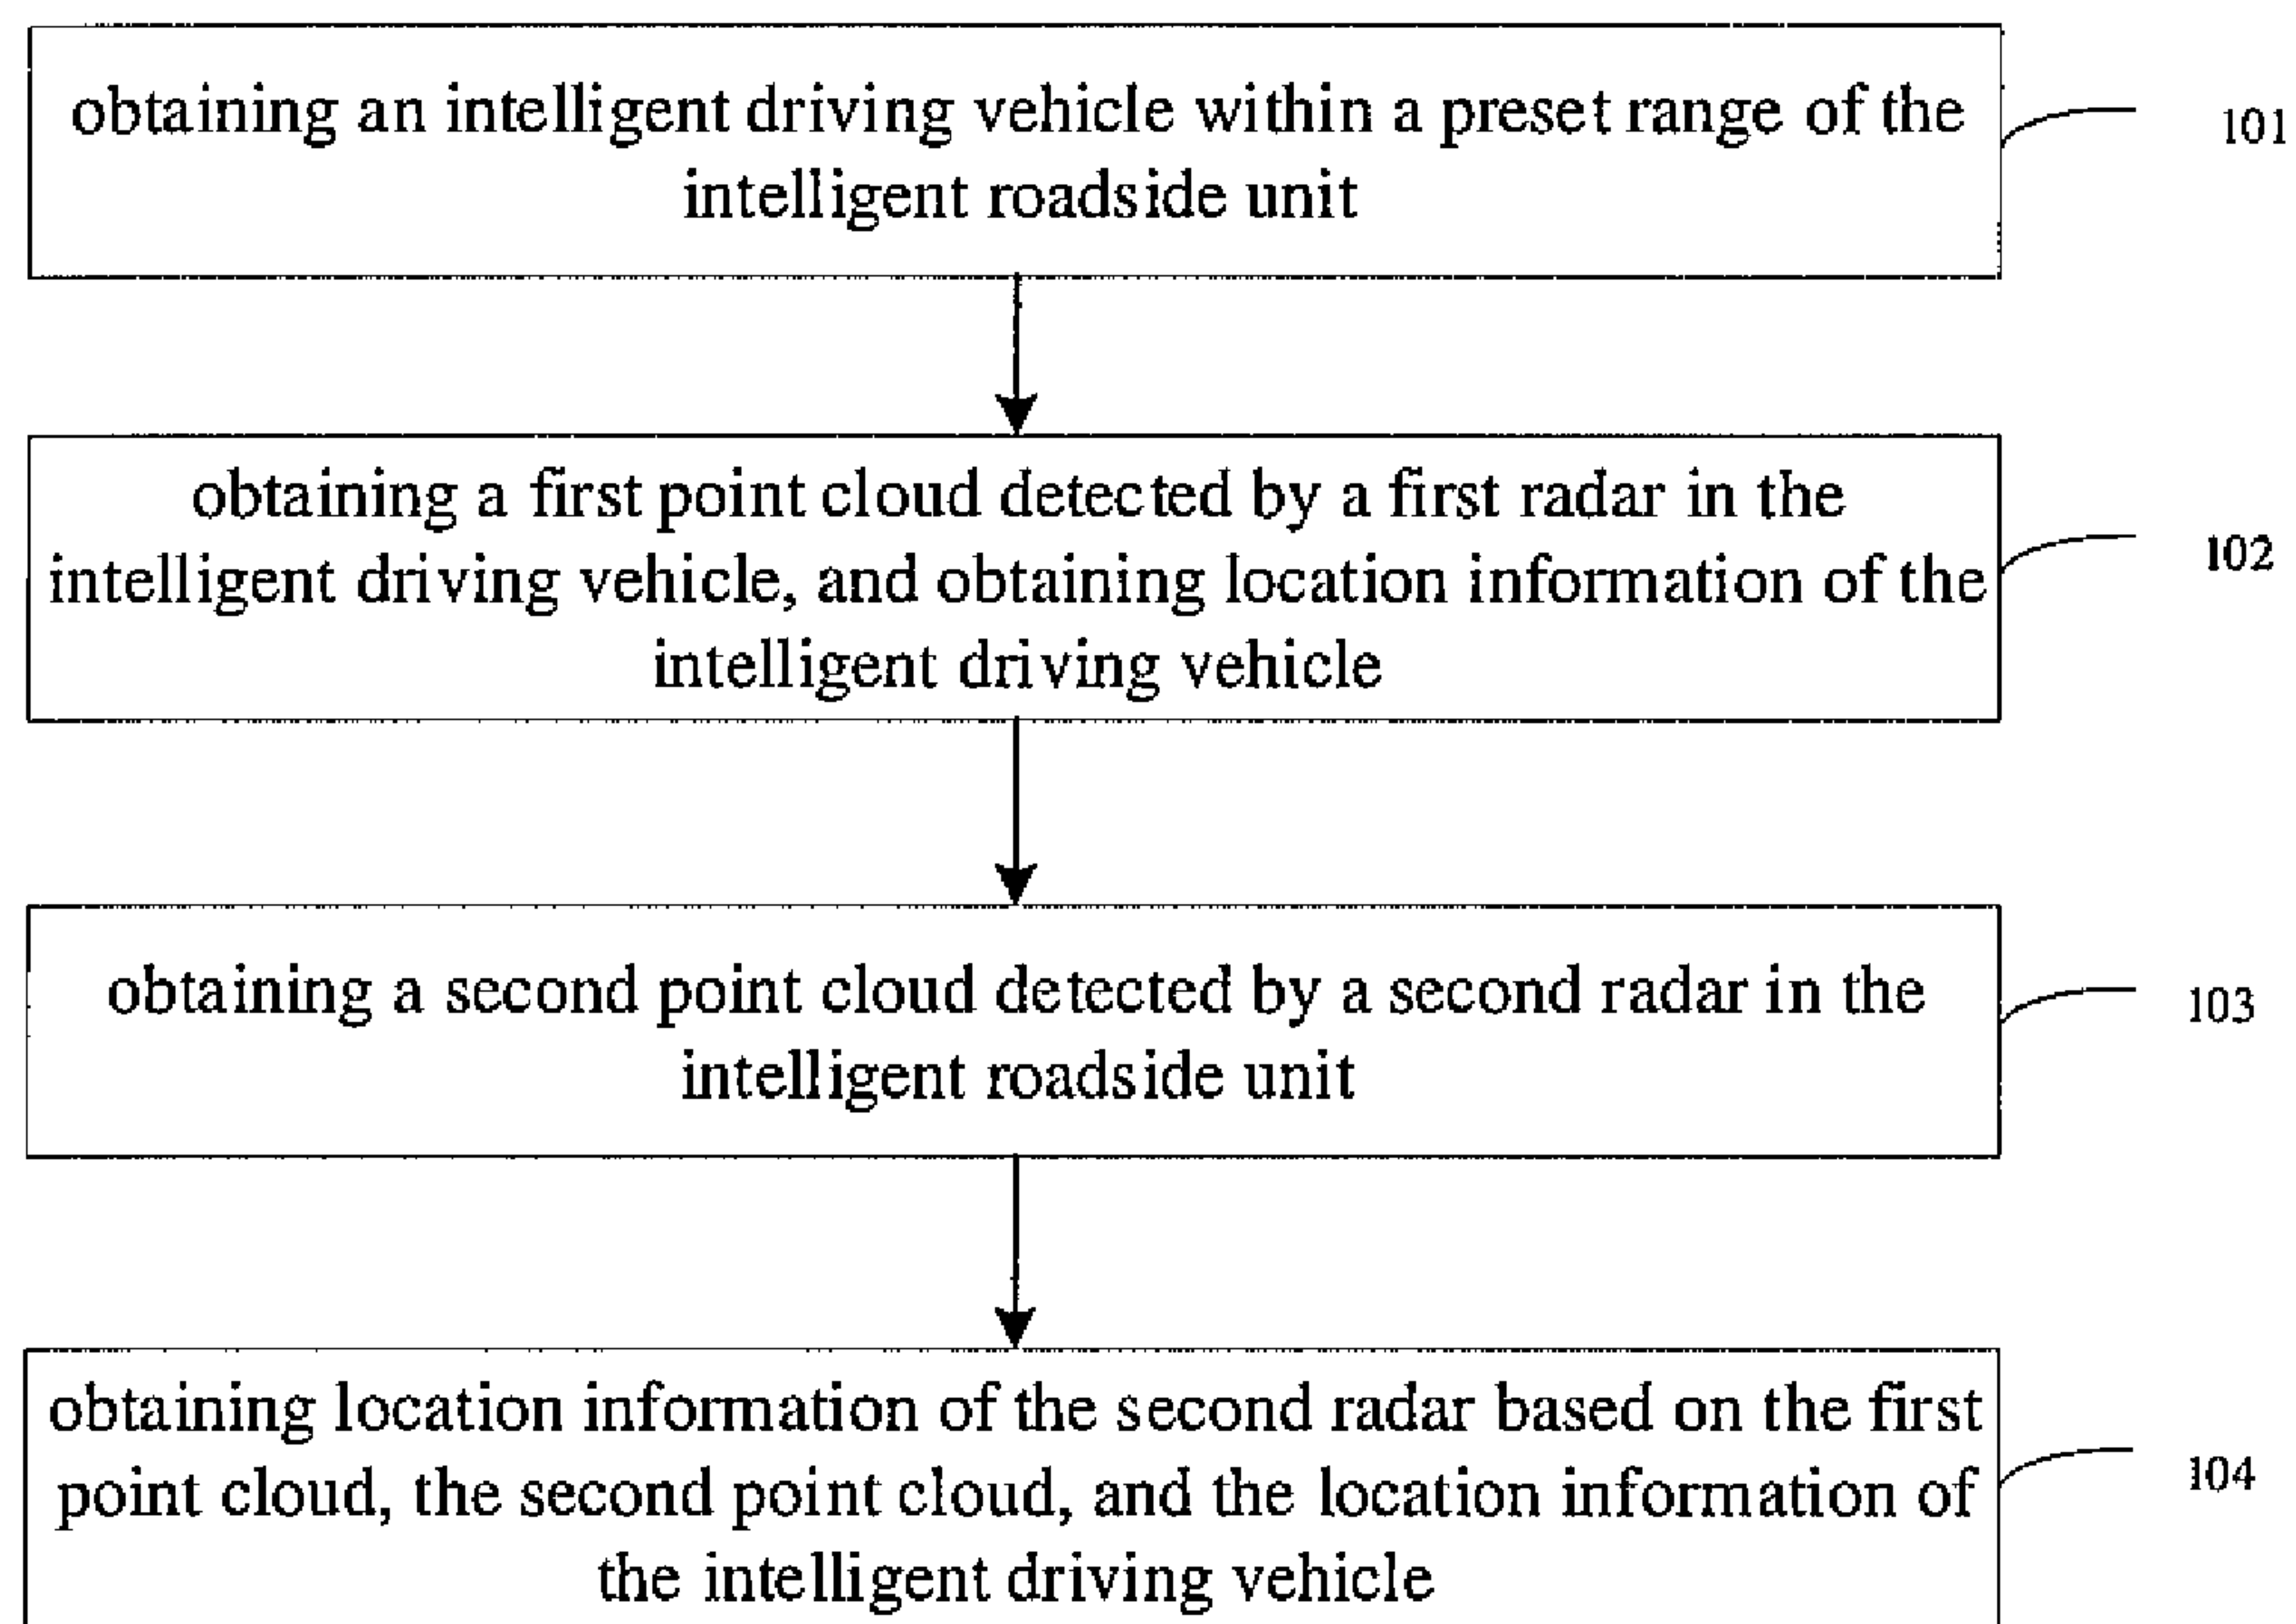 obtaining an intelligent driving vehicle within a preset range of the
intelligent roadside unit
101
obtaining a first point cloud detected by a first radar in the
intelligent driving vehicle, and obtaining location information of the
intelligent driving vehicle
102
obtaining a second point cloud detected by a second radar in the
intelligent roadside unit
103
obtaining location information of the second radar based on the first
point cloud, the second point cloud, and the location information of
the intelligent driving vehicle
104